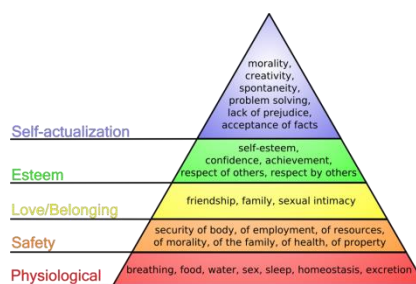 morality,
creativity,
spontaneity,
problem solving,
lack of prejudice,
acceptance of facts
Self-actualization
self-esteem,
confidence, achievement,
respect of others, respect by others
Esteem
friendship, family, sexual intimacy
Love/Belonging
security of body, of employment, of resources,
of morality, of the family, of health, of property
Safety
breathing, food, water, sex, sleep, homeostasis, excretion
Physiological